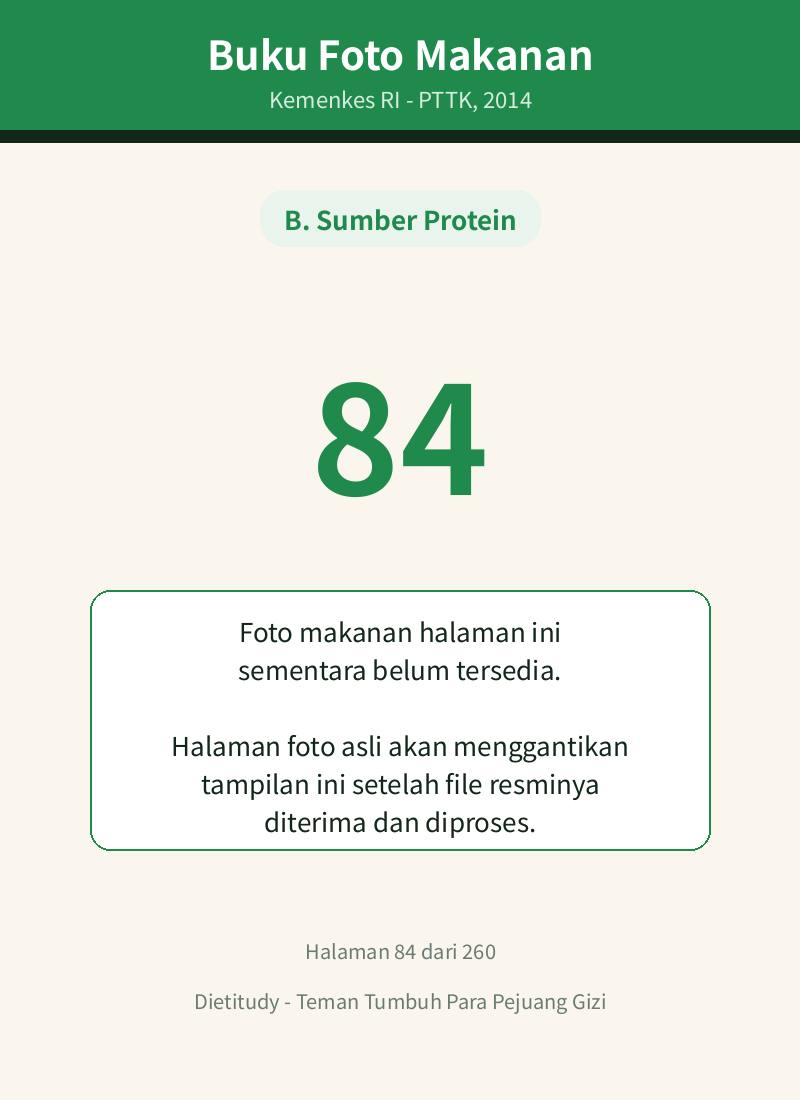 Buku Foto Makanan
Kemenkes RI - PTTK, 2014
B. Sumber Protein
84
Foto makanan halaman ini
sementara belum tersedia.
Halaman foto asli akan menggantikan
tampilan ini setelah file resminya
diterima dan diproses.
Halaman 84 dari 260
Dietitudy - Teman Tumbuh Para Pejuang Gizi